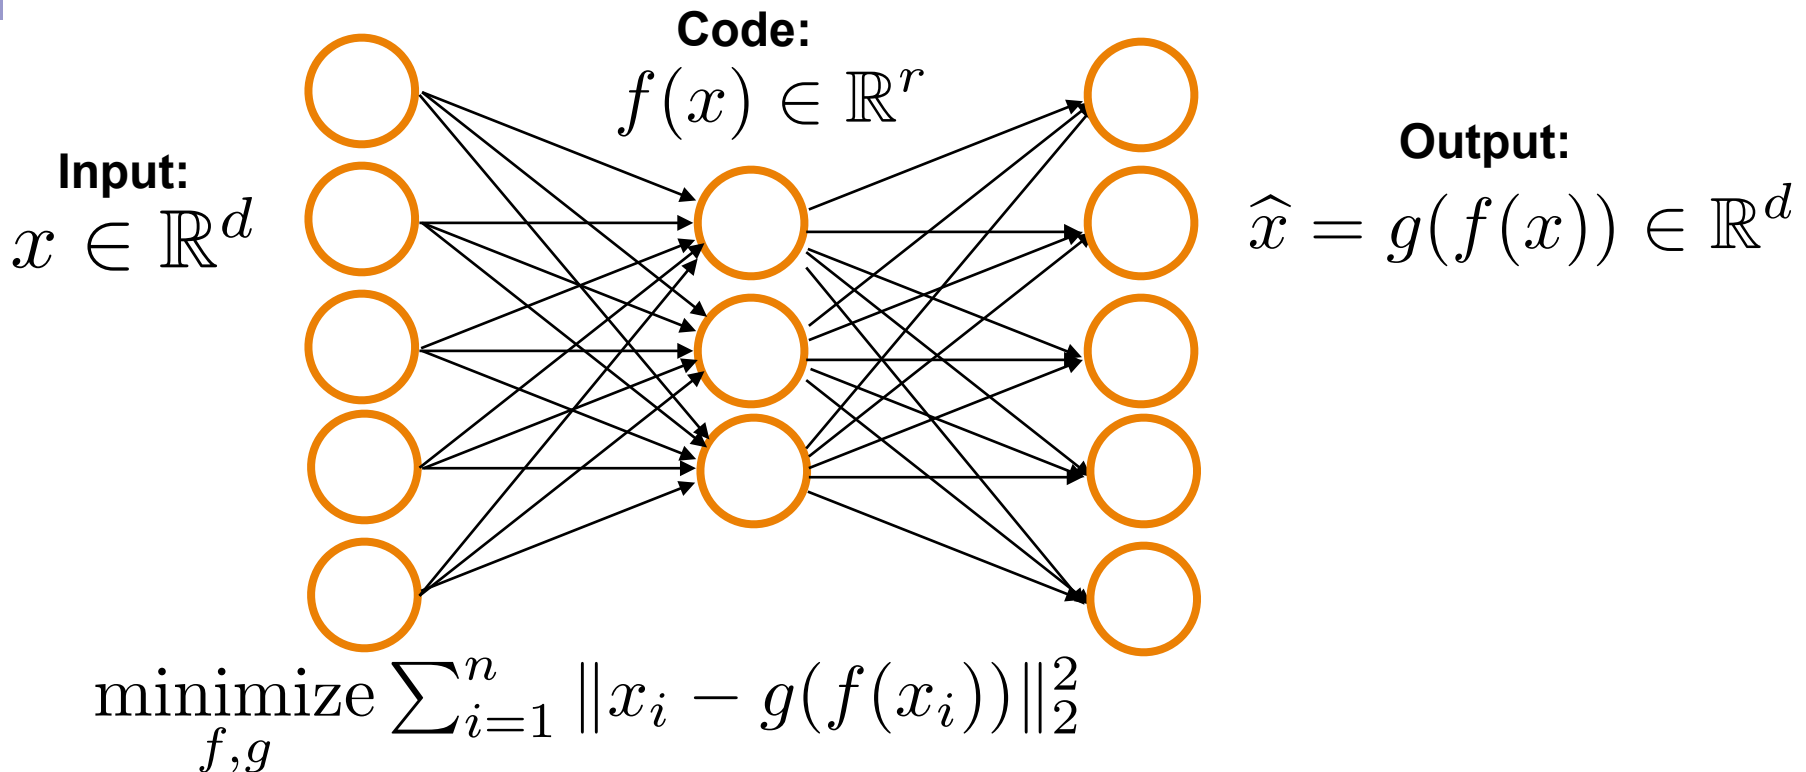 Code:
f(x) ∈ ℝ^r
Input:
x ∈ ℝ^d
Output:
x̂ = g(f(x)) ∈ ℝ^d
minimize_{f,g} ∑_{i=1}^{n} ‖x_i − g(f(x_i))‖_2^2